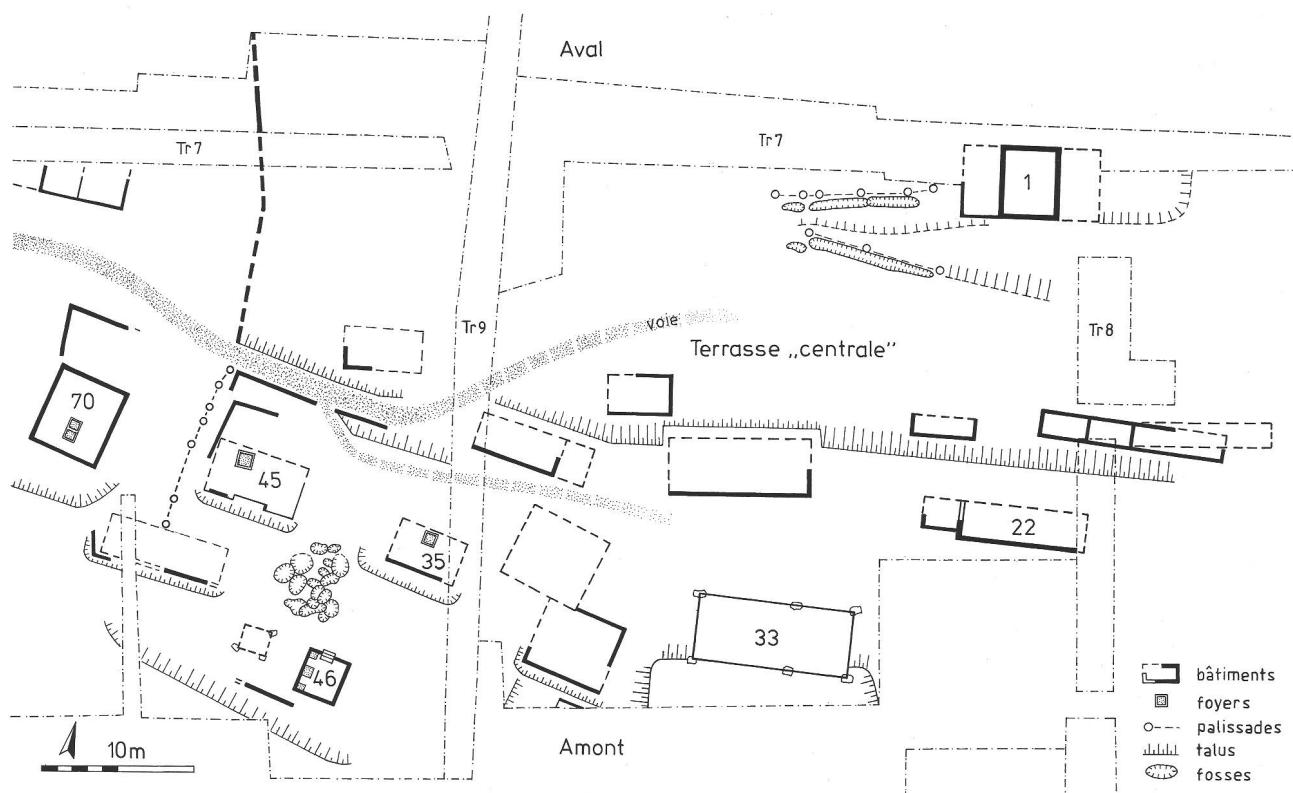 Aval
Tr 7
Tr 7
1
Tr 9
voie
Terrasse „centrale"
Tr 8
70
45
35
22
33
46
bâtiments
foyers
palissades
talus
fosses
10m
Amont